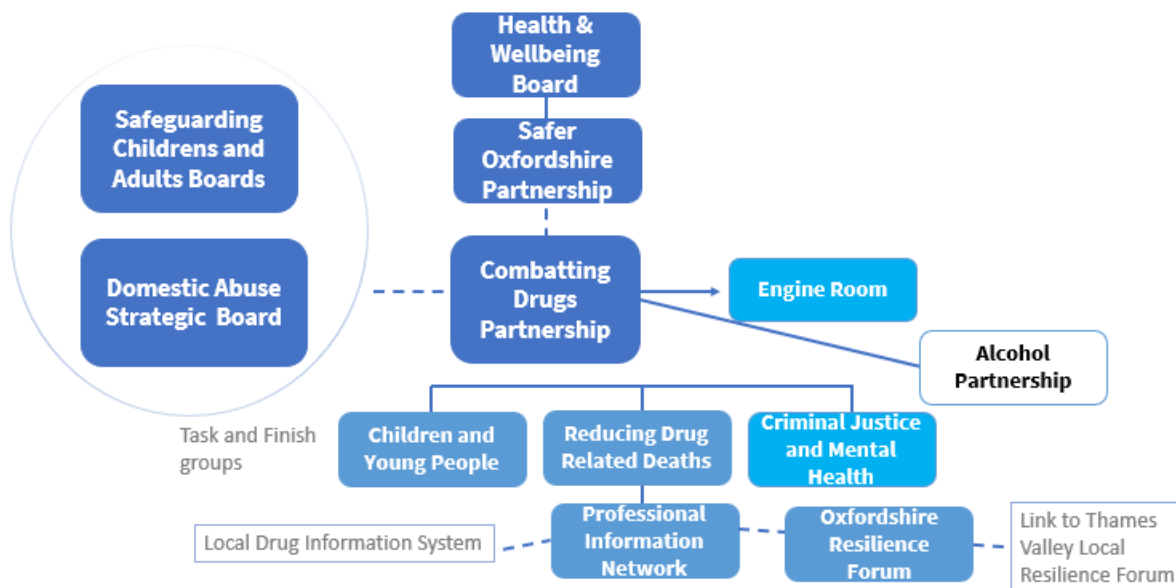 Health &
Wellbeing
Board
Safeguarding
Childrens and
Adults Boards
Safer
Oxfordshire
Partnership
Domestic Abuse
Strategic Board
Combatting
Drugs
Partnership
Engine Room
Alcohol
Partnership
Task and Finish
groups
Children and
Young People
Reducing Drug
Related Deaths
Criminal Justice
and Mental
Health
Local Drug Information System
Professional
Information
Network
Oxfordshire
Resilience
Forum
Link to Thames
Valley Local
Resilience Forum